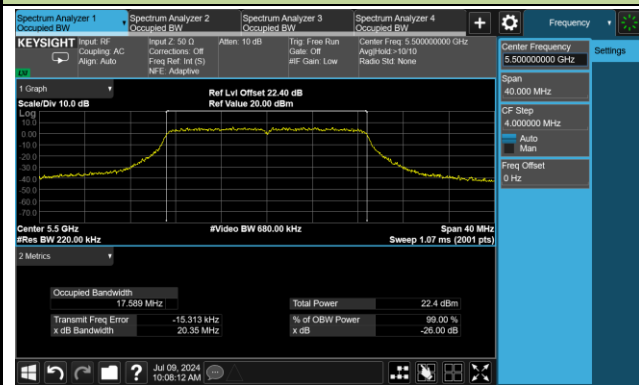 Spectrum Analyzer 1
Occupied BW
Spectrum Analyzer 2
Occupied BW
Spectrum Analyzer 3
Occupied BW
Spectrum Analyzer 4
Occupied BW
+
Frequency
KEYSIGHT
Input: RF
Coupling: AC
Align: Auto
Input Z: 50 Ω
Corrections: Off
Freq Ref: Int (S)
NFE: Adaptive
Atten: 10 dB
Trig: Free Run
Gate: Off
#IF Gain: Low
Center Freq: 5.500000000 GHz
Avg|Hold:>10/10
Radio Std: None
Center Frequency
5.500000000 GHz
Settings
Span
40.000 MHz
CF Step
4.000000 MHz
Auto
Man
Freq Offset
0 Hz
1 Graph
Scale/Div 10.0 dB
Ref Lvl Offset 22.40 dB
Ref Value 20.00 dBm
Log
10.0
0.00
-10.0
-20.0
-30.0
-40.0
-50.0
-60.0
-70.0
Center 5.5 GHz
#Video BW 680.00 kHz
Span 40 MHz
#Res BW 220.00 kHz
Sweep 1.07 ms (2001 pts)
2 Metrics
Occupied Bandwidth
17.589 MHz
Total Power
22.4 dBm
Transmit Freq Error
-15.313 kHz
% of OBW Power
99.00 %
x dB Bandwidth
20.35 MHz
x dB
-26.00 dB
?
Jul 09, 2024
10:08:12 AM